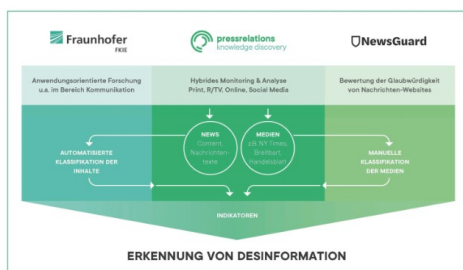 Fraunhofer
FKIE
pressrelations
knowledge discovery
NewsGuard
Anwendungsorientierte Forschung
u.a. im Bereich Kommunikation
Hybrides Monitoring & Analyse
Print, R/TV, Online, Social Media
Bewertung der Glaubwürdigkeit
von Nachrichten-Websites
AUTOMATISIERTE
KLASSIFIKATION DER
INHALTE
NEWS
Content
Nachrichten-
texte
MEDIEN
z.B. NY Times,
Breitbart,
Handelsblatt
MANUELLE
KLASSIFIKATION
DER MEDIEN
INDIKATOREN
ERKENNUNG VON DESINFORMATION